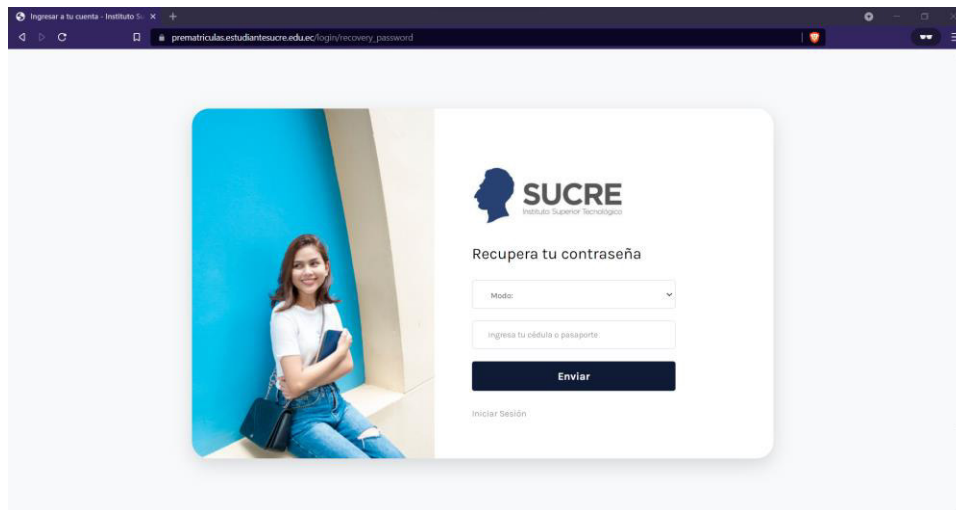 Ingresar a tu cuenta - Instituto Su
prematriculas.estudiantesucre.edu.ec/login/recovery_password
SUCRE
Instituto Superior Tecnológico
Recupera tu contraseña
Modo:
Ingresa tu cédula o pasaporte
Enviar
Iniciar Sesión